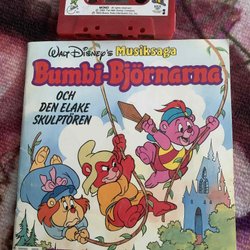 WALT DISNEY'S Musiksaga
Bumbi-Björnarna
OCH
DEN ELAKE
SKULPTÖREN